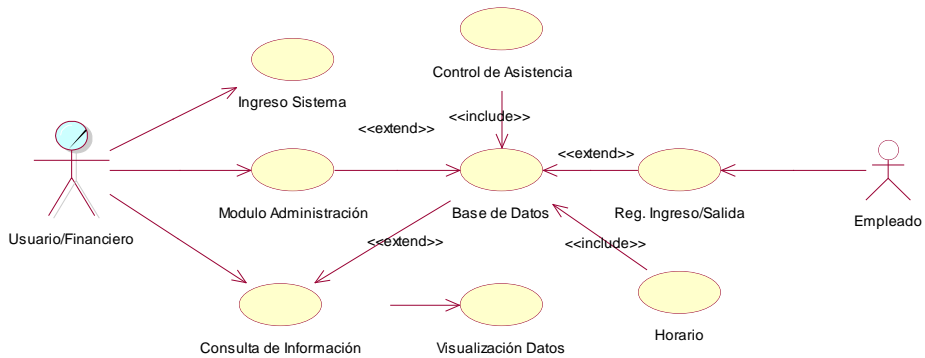 Control de Asistencia
Ingreso Sistema
<<include>>
<<extend>>
<<extend>>
Modulo Administración
Base de Datos
Reg. Ingreso/Salida
Empleado
Usuario/Financiero
<<extend>>
<<include>>
Horario
Consulta de Información
Visualización Datos